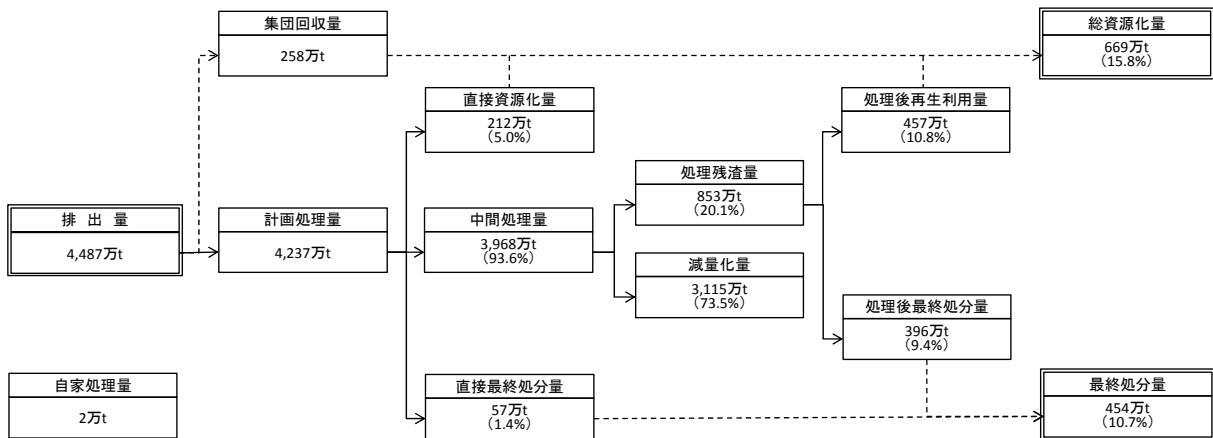 集団回収量
258万t
総資源化量
669万t
（15.8%）
直接資源化量
212万t
（5.0%）
処理後再生利用量
457万t
（10.8%）
処理残渣量
853万t
（20.1%）
排 出 量
4,487万t
計画処理量
4,237万t
中間処理量
3,968万t
（93.6%）
減量化量
3,115万t
（73.5%）
処理後最終処分量
396万t
（9.4%）
自家処理量
2万t
直接最終処分量
57万t
（1.4%）
最終処分量
454万t
（10.7%）